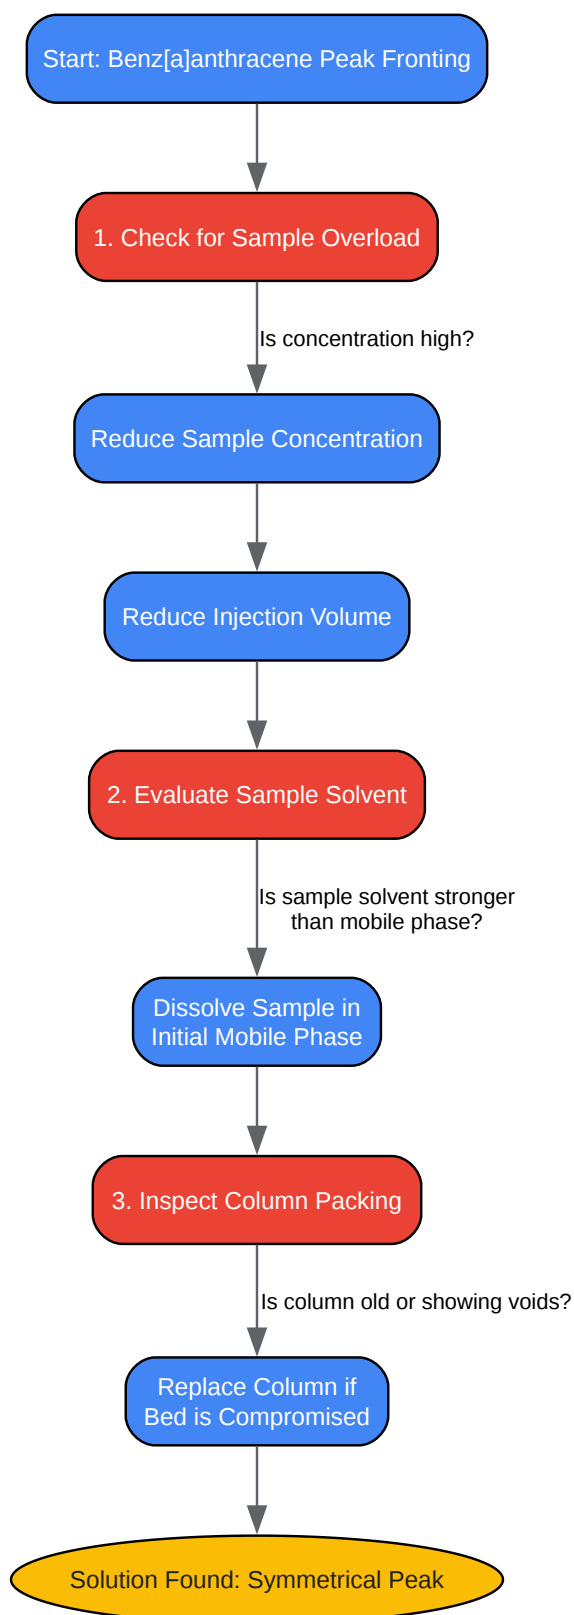 Start: Benz[a]anthracene Peak Fronting
1. Check for Sample Overload
Is concentration high?
Reduce Sample Concentration
Reduce Injection Volume
2. Evaluate Sample Solvent
Is sample solvent stronger
than mobile phase?
Dissolve Sample in
Initial Mobile Phase
3. Inspect Column Packing
Is column old or showing voids?
Replace Column if
Bed is Compromised
Solution Found: Symmetrical Peak